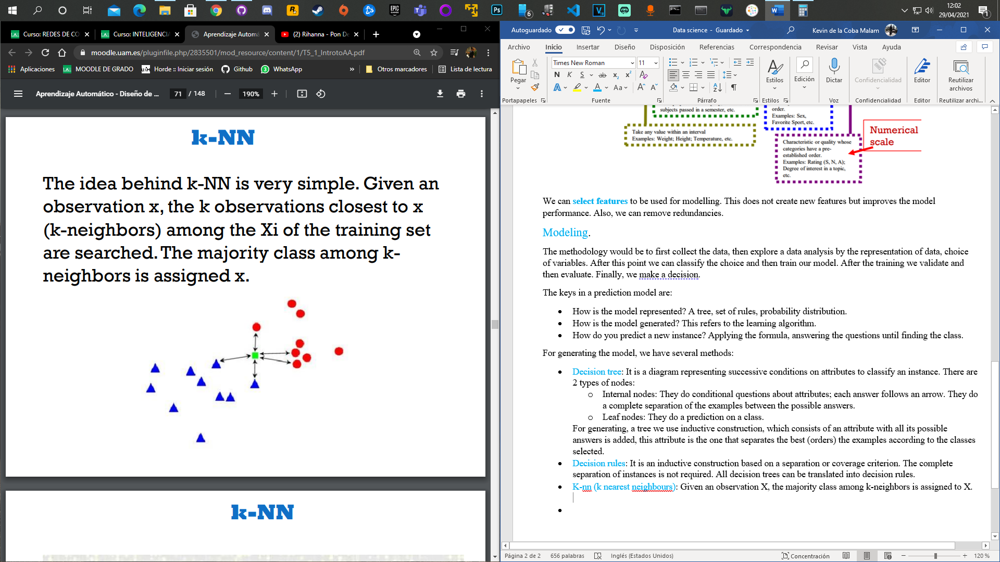 12:02
29/04/2021
6
1
Curso: REDES DE CO
Curso: INTELIGENCIA
Aprendizaje Automá
(2) Rihanna - Pon De
moodle.uam.es/pluginfile.php/2835501/mod_resource/content/1/T5_1_IntrotoAA.pdf
Aplicaciones
MOODLE DE GRADO
Horde :: Iniciar sesión
Github
WhatsApp
»
Otros marcadores
Lista de lectura
Aprendizaje Automático - Diseño de ...
71 / 148
190%
k-NN
The idea behind k-NN is very simple. Given an
observation x, the k observations closest to x
(k-neighbors) among the Xi of the training set
are searched. The majority class among k-
neighbors is assigned x.
k-NN
Autoguardado
Data science - Guardado
Kevin de la Coba Malam
Archivo
Inicio
Insertar
Diseño
Disposición
Referencias
Correspondencia
Revisar
Vista
Ayuda
Times New Roman
11
Pegar
N K S ab x₂ x²
Aa
Estilos
Edición
Dictar
Confidencialidad
Editor
Reutilizar
archivos
Portapapeles
Fuente
Párrafo
Estilos
Voz
Confidencialidad
Editor
Reutilizar archi...
subjects passed in a semester, etc.
order.
Examples: Sex,
Favorite Sport, etc.
Take any value within an interval
Examples: Weight; Height; Temperature, etc.
Numerical
scale
Characteristic or quality whose
categories have a pre-
established order.
Examples: Rating (S, N, A);
Degree of interest in a topic,
etc.
We can select features to be used for modelling. This does not create new features but improves the model
performance. Also, we can remove redundancies.
Modeling.
The methodology would be to first collect the data, then explore a data analysis by the representation of data, choice
of variables. After this point we can classify the choice and then train our model. After the training we validate and
then evaluate. Finally, we make a decision.
The keys in a prediction model are:
• How is the model represented? A tree, set of rules, probability distribution.
• How is the model generated? This refers to the learning algorithm.
• How do you predict a new instance? Applying the formula, answering the questions until finding the class.
For generating the model, we have several methods:
• Decision tree: It is a diagram representing successive conditions on attributes to classify an instance. There are
2 types of nodes:
o Internal nodes: They do conditional questions about attributes; each answer follows an arrow. They do
a complete separation of the examples between the possible answers.
o Leaf nodes: They do a prediction on a class.
For generating, a tree we use inductive construction, which consists of an attribute with all its possible
answers is added, this attribute is the one that separates the best (orders) the examples according to the classes
selected.
• Decision rules: It is an inductive construction based on a separation or coverage criterion. The complete
separation of instances is not required. All decision trees can be translated into decision rules.
• K-nn (k nearest neighbours): Given an observation X, the majority class among k-neighbors is assigned to X.
•
Página 2 de 2
656 palabras
Inglés (Estados Unidos)
Concentración
120 %